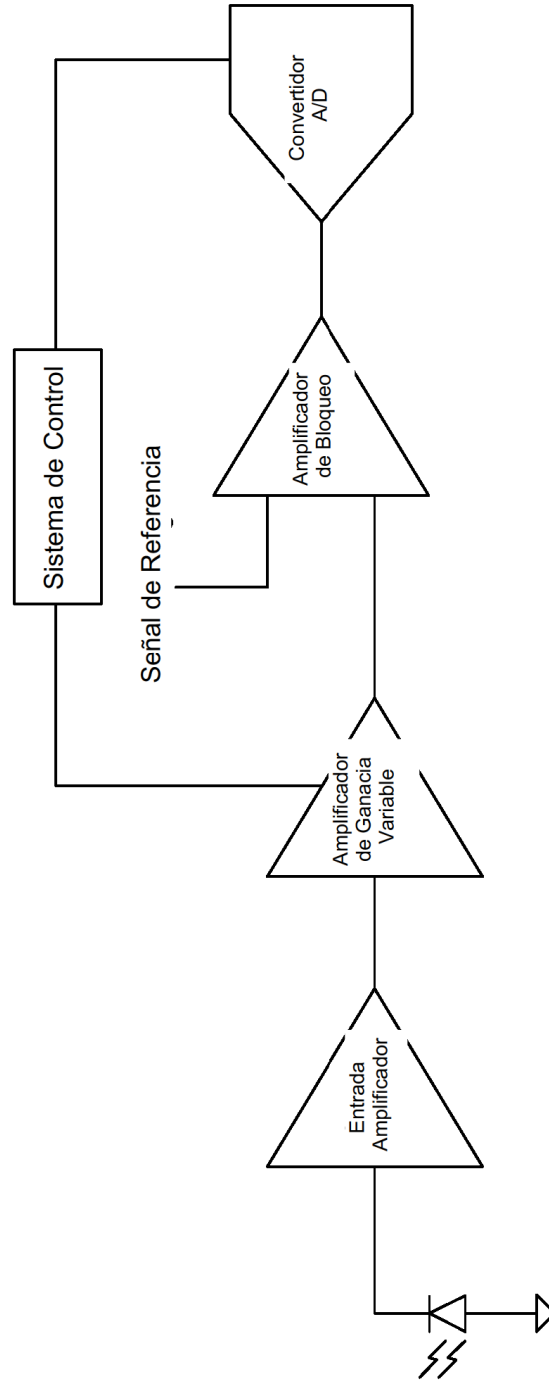 Sistema de Control
Señal de Referencia
Entrada
Amplificador
Amplificador
de Ganacia
Variable
Amplificador
de Bloqueo
Convertidor
A/D